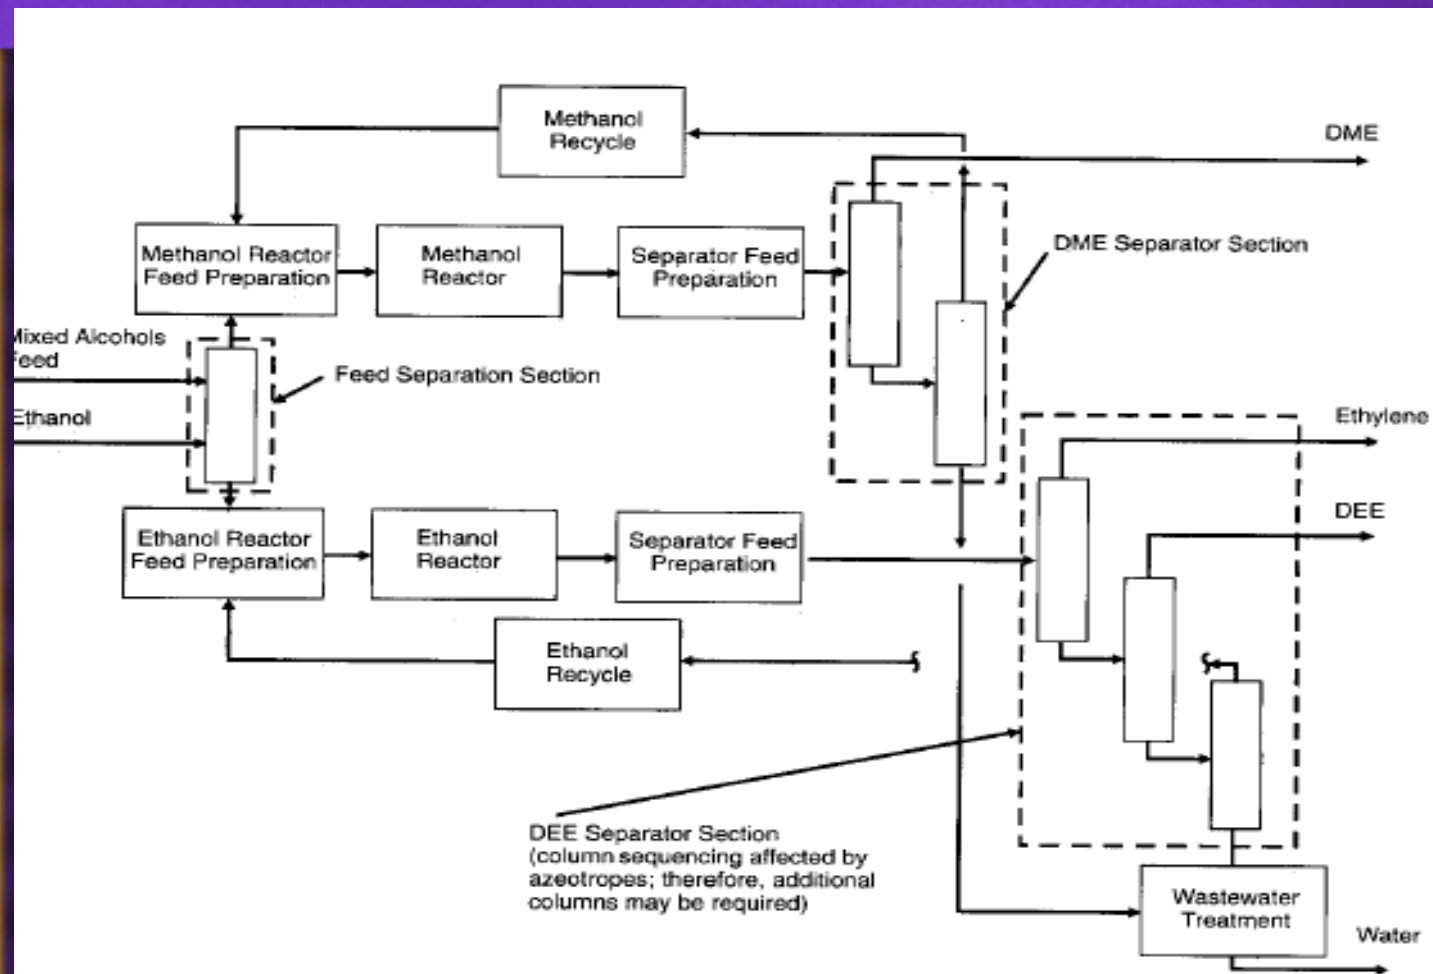 Methanol
Recycle
DME
Methanol Reactor
Feed Preparation
Methanol
Reactor
Separator Feed
Preparation
DME Separator Section
Mixed Alcohols
Feed
Feed Separation Section
Ethanol
Ethylene
DEE
Ethanol Reactor
Feed Preparation
Ethanol
Reactor
Separator Feed
Preparation
Ethanol
Recycle
DEE Separator Section
(column sequencing affected by
azeotropes; therefore, additional
columns may be required)
Wastewater
Treatment
Water